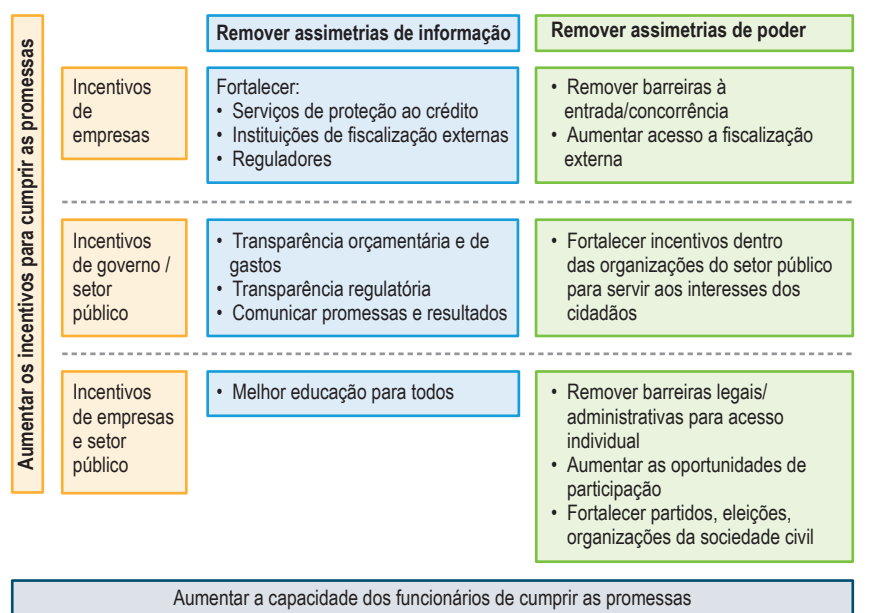 Remover assimetrias de informação
Remover assimetrias de poder
Aumentar os incentivos para cumprir as promessas
Incentivos
de
empresas
Fortalecer:
• Serviços de proteção ao crédito
• Instituições de fiscalização externas
• Reguladores
• Remover barreiras à
entrada/concorrência
• Aumentar acesso a fiscalização
externa
Incentivos
de governo /
setor
público
• Transparência orçamentária e de
gastos
• Transparência regulatória
• Comunicar promessas e resultados
• Fortalecer incentivos dentro
das organizações do setor público
para servir aos interesses dos
cidadãos
Incentivos
de empresas
e setor
público
• Melhor educação para todos
• Remover barreiras legais/
administrativas para acesso
individual
• Aumentar as oportunidades de
participação
• Fortalecer partidos, eleições,
organizações da sociedade civil
Aumentar a capacidade dos funcionários de cumprir as promessas